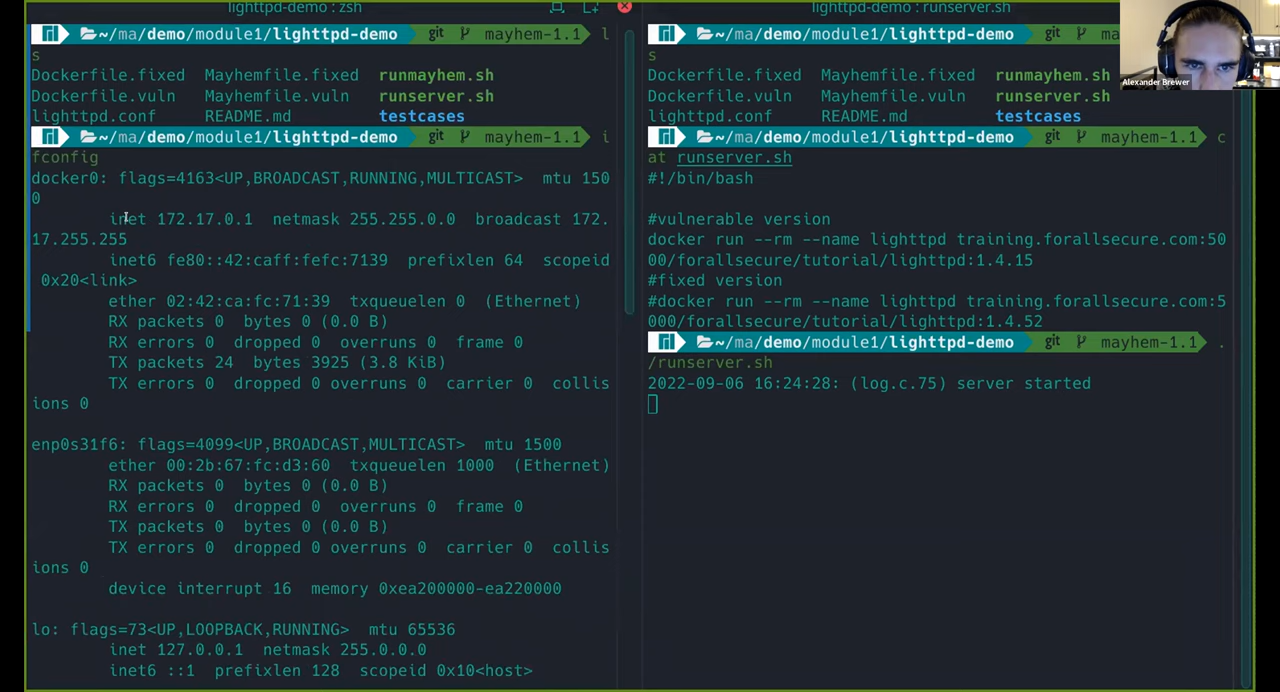 lighttpd-demo : zsh
~/ma/demo/module1/lighttpd-demo git mayhem-1.1 l
s
Dockerfile.fixed Mayhemfile.fixed runmayhem.sh
Dockerfile.vuln Mayhemfile.vuln runserver.sh
lighttpd.conf README.md testcases
~/ma/demo/module1/lighttpd-demo git mayhem-1.1 i
fconfig
docker0: flags=4163<UP,BROADCAST,RUNNING,MULTICAST> mtu 150
0
inet 172.17.0.1 netmask 255.255.0.0 broadcast 172.
17.255.255
inet6 fe80::42:caff:fefc:7139 prefixlen 64 scopeid
0x20<link>
ether 02:42:ca:fc:71:39 txqueuelen 0 (Ethernet)
RX packets 0 bytes 0 (0.0 B)
RX errors 0 dropped 0 overruns 0 frame 0
TX packets 24 bytes 3925 (3.8 KiB)
TX errors 0 dropped 0 overruns 0 carrier 0 collis
ions 0
enp0s31f6: flags=4099<UP,BROADCAST,MULTICAST> mtu 1500
ether 00:2b:67:fc:d3:60 txqueuelen 1000 (Ethernet)
RX packets 0 bytes 0 (0.0 B)
RX errors 0 dropped 0 overruns 0 frame 0
TX packets 0 bytes 0 (0.0 B)
TX errors 0 dropped 0 overruns 0 carrier 0 collis
ions 0
device interrupt 16 memory 0xea200000-ea220000
lo: flags=73<UP,LOOPBACK,RUNNING> mtu 65536
inet 127.0.0.1 netmask 255.0.0.0
inet6 ::1 prefixlen 128 scopeid 0x10<host>
lighttpd-demo : runserver.sh
~/ma/demo/module1/lighttpd-demo git ma
s
Dockerfile.fixed Mayhemfile.fixed runmayhem.sh
Dockerfile.vuln Mayhemfile.vuln runserver.sh
lighttpd.conf README.md testcases
~/ma/demo/module1/lighttpd-demo git mayhem-1.1 c
at runserver.sh
#!/bin/bash
#vulnerable version
docker run --rm --name lighttpd training.forallsecure.com:50
00/forallsecure/tutorial/lighttpd:1.4.15
#fixed version
#docker run --rm --name lighttpd training.forallsecure.com:5
000/forallsecure/tutorial/lighttpd:1.4.52
~/ma/demo/module1/lighttpd-demo git mayhem-1.1 .
/runserver.sh
2022-09-06 16:24:28: (log.c.75) server started
Alexander Brewer